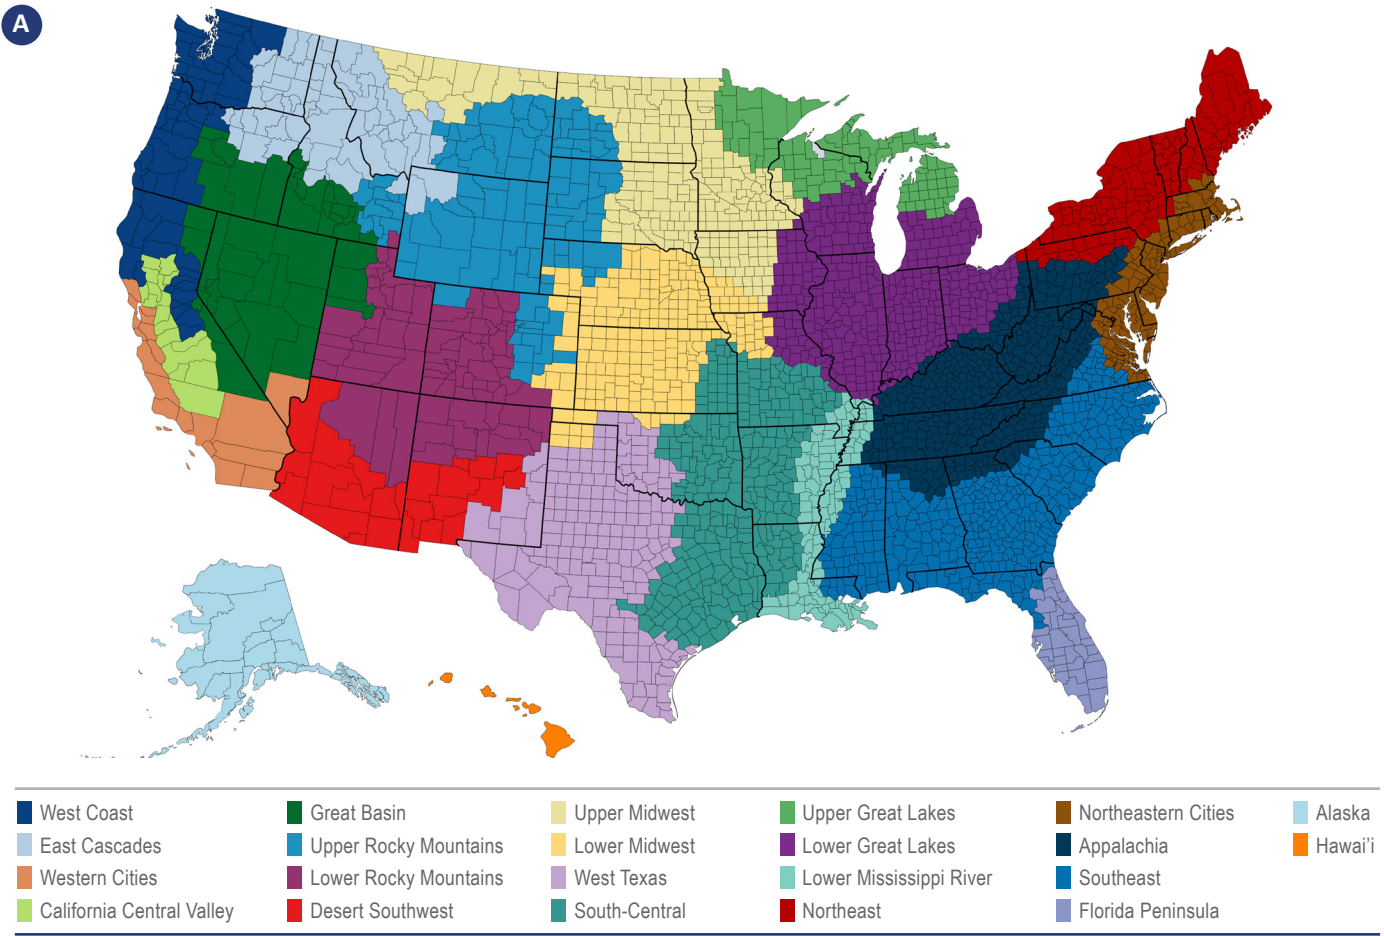 A
West Coast
East Cascades
Western Cities
California Central Valley
Great Basin
Upper Rocky Mountains
Lower Rocky Mountains
Desert Southwest
Upper Midwest
Lower Midwest
West Texas
South-Central
Upper Great Lakes
Lower Great Lakes
Lower Mississippi River
Northeast
Northeastern Cities
Appalachia
Southeast
Florida Peninsula
Alaska
Hawai’i